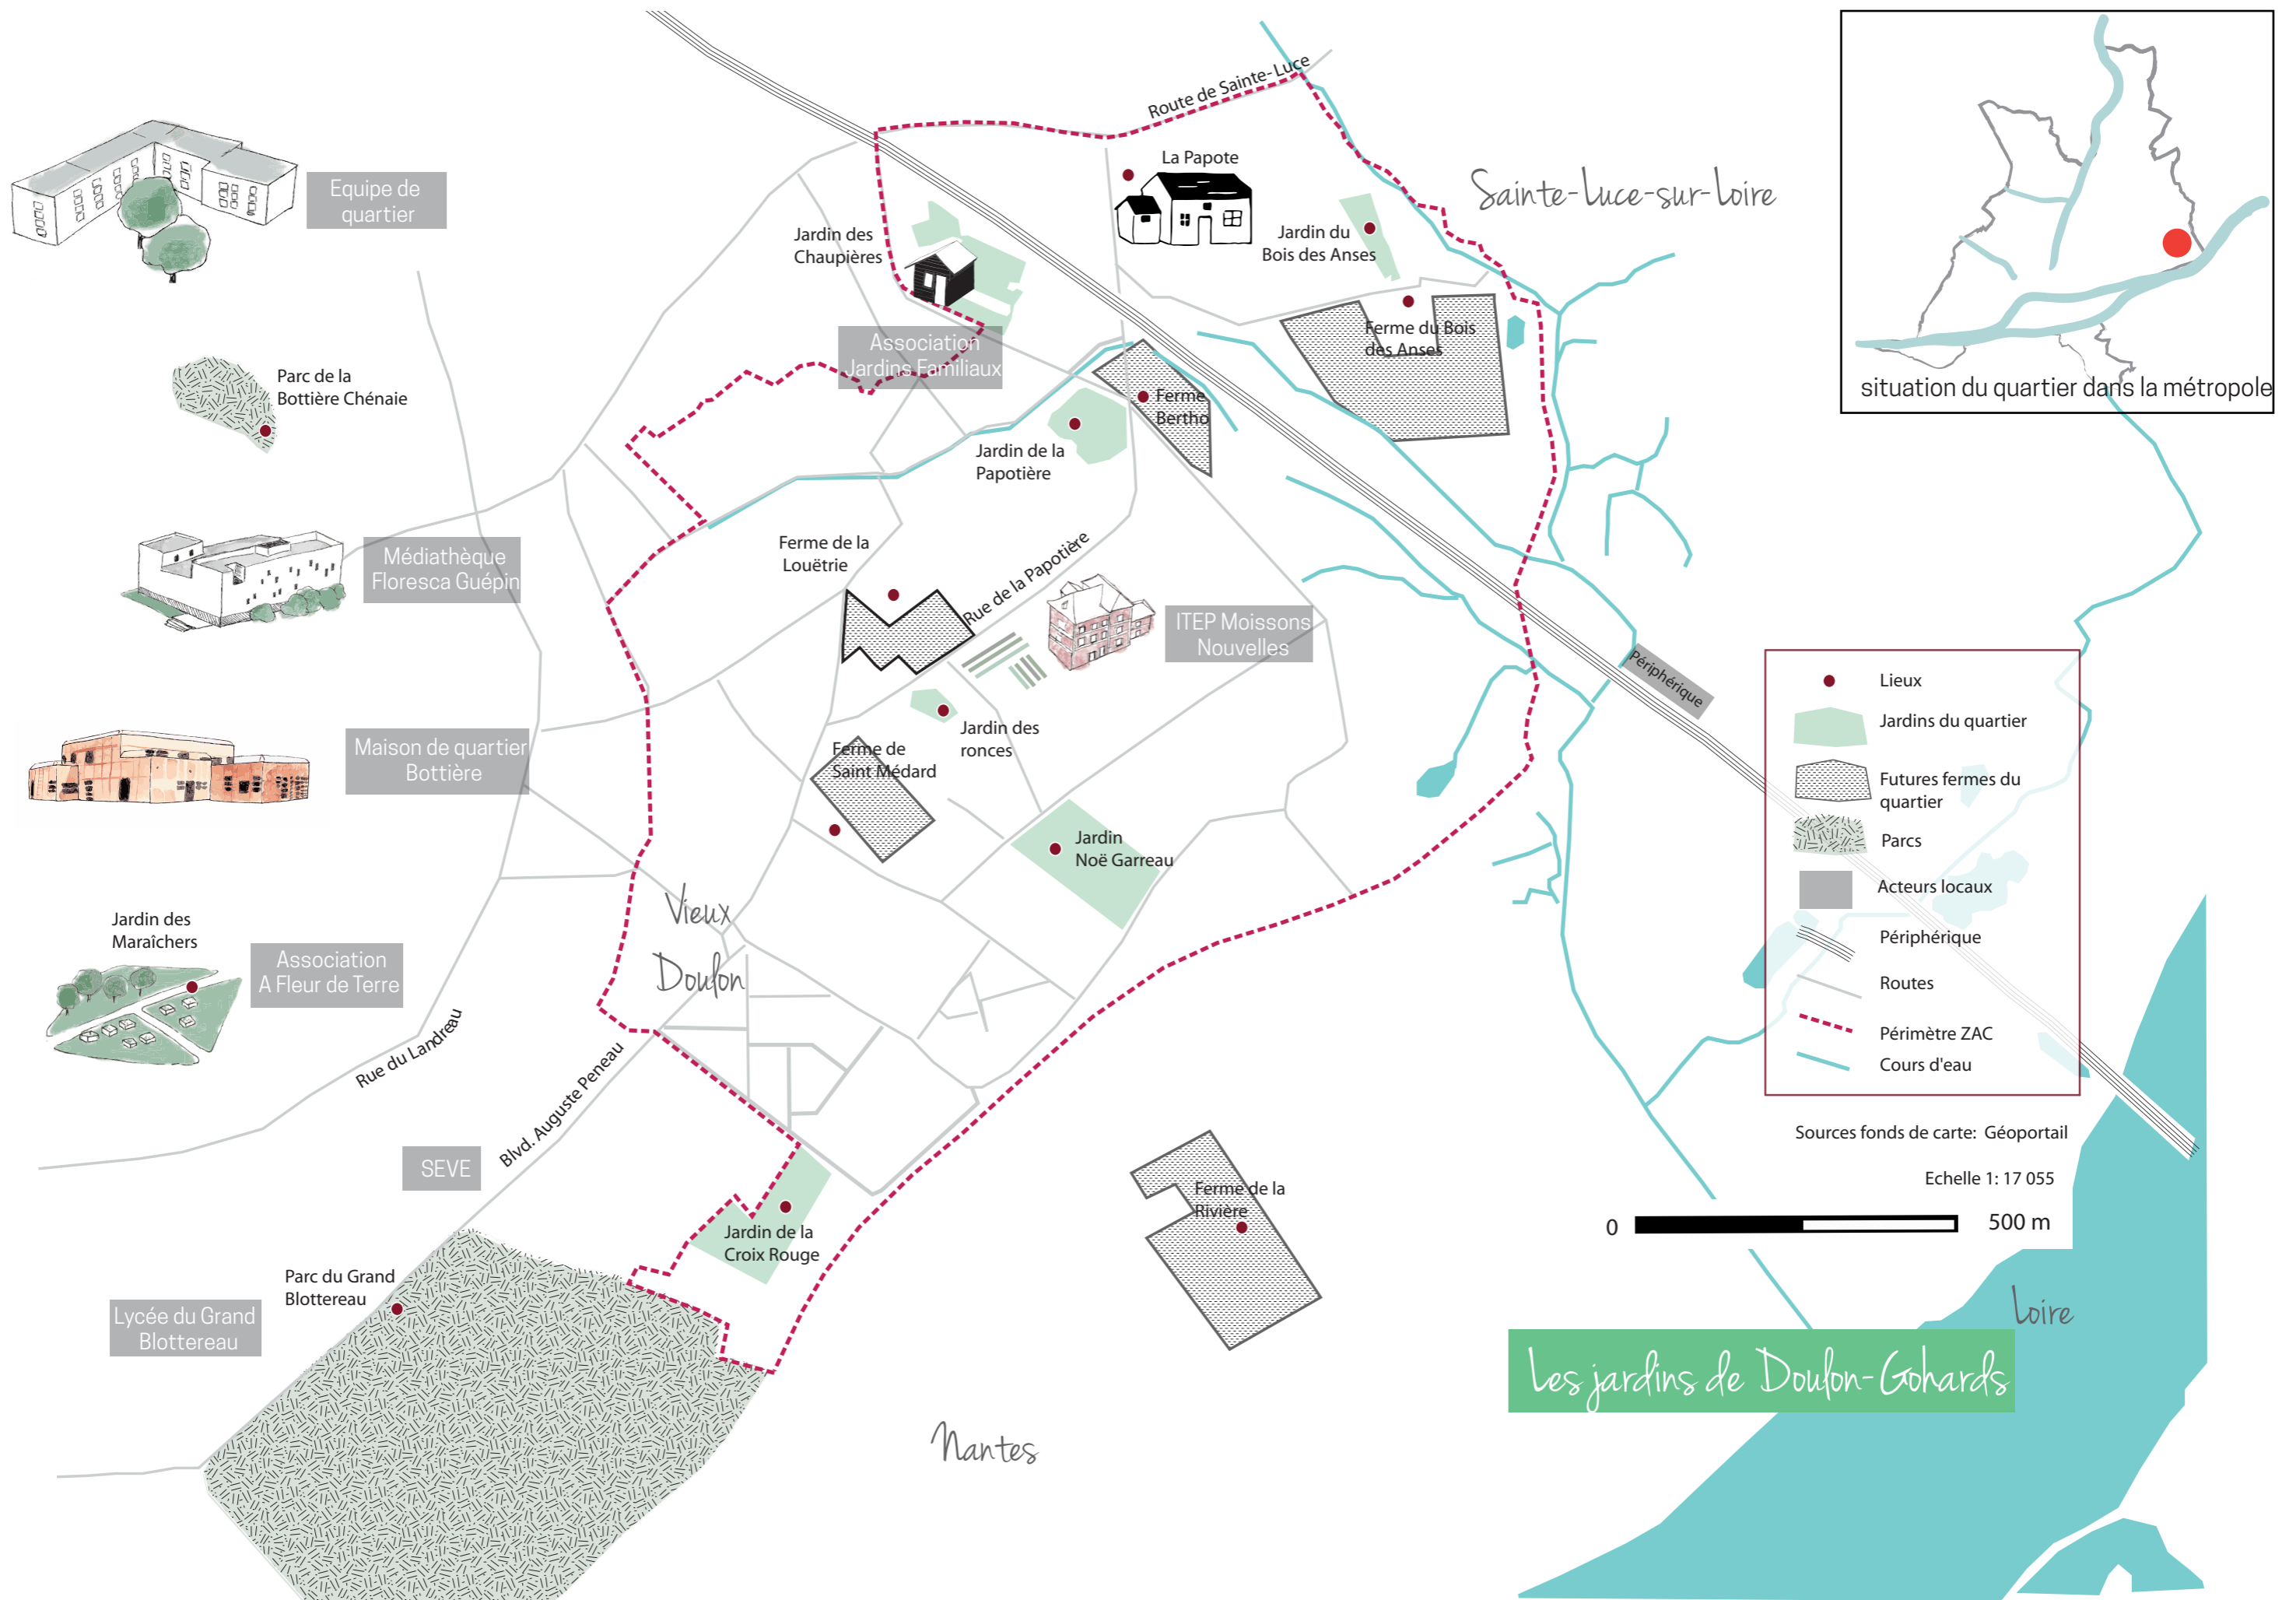 Route de Sainte-Luce
La Papote
Sainte-Luce-sur-Loire
situation du quartier dans la métropole
Equipe de
quartier
Jardin des
Chaupières
Jardin du
Bois des Anses
Association
Jardins Familiaux
Ferme du Bois
des Anses
Parc de la
Bottière Chénaie
Ferme
Bertho
Jardin de la
Papotière
Médiathèque
Floresca Guépin
Ferme de la
Louëtrie
Rue de la Papotière
ITEP Moissons
Nouvelles
Périphérique
Maison de quartier
Bottière
Jardin des
ronces
Ferme de
Saint Médard
Jardin
Noë Garreau
Vieux
Doulon
Jardin des
Maraîchers
Association
A Fleur de Terre
Rue du Landreau
Blvd. Auguste Peneau
SEVE
Jardin de la
Croix Rouge
Ferme de la
Rivière
Parc du Grand
Blottereau
Lycée du Grand
Blottereau
Nantes
Lieux
Jardins du quartier
Futures fermes du
quartier
Parcs
Acteurs locaux
Périphérique
Routes
Périmètre ZAC
Cours d'eau
Sources fonds de carte: Géoportail
Echelle 1: 17 055
0 500 m
Loire
Les jardins de Doulon-Gohards